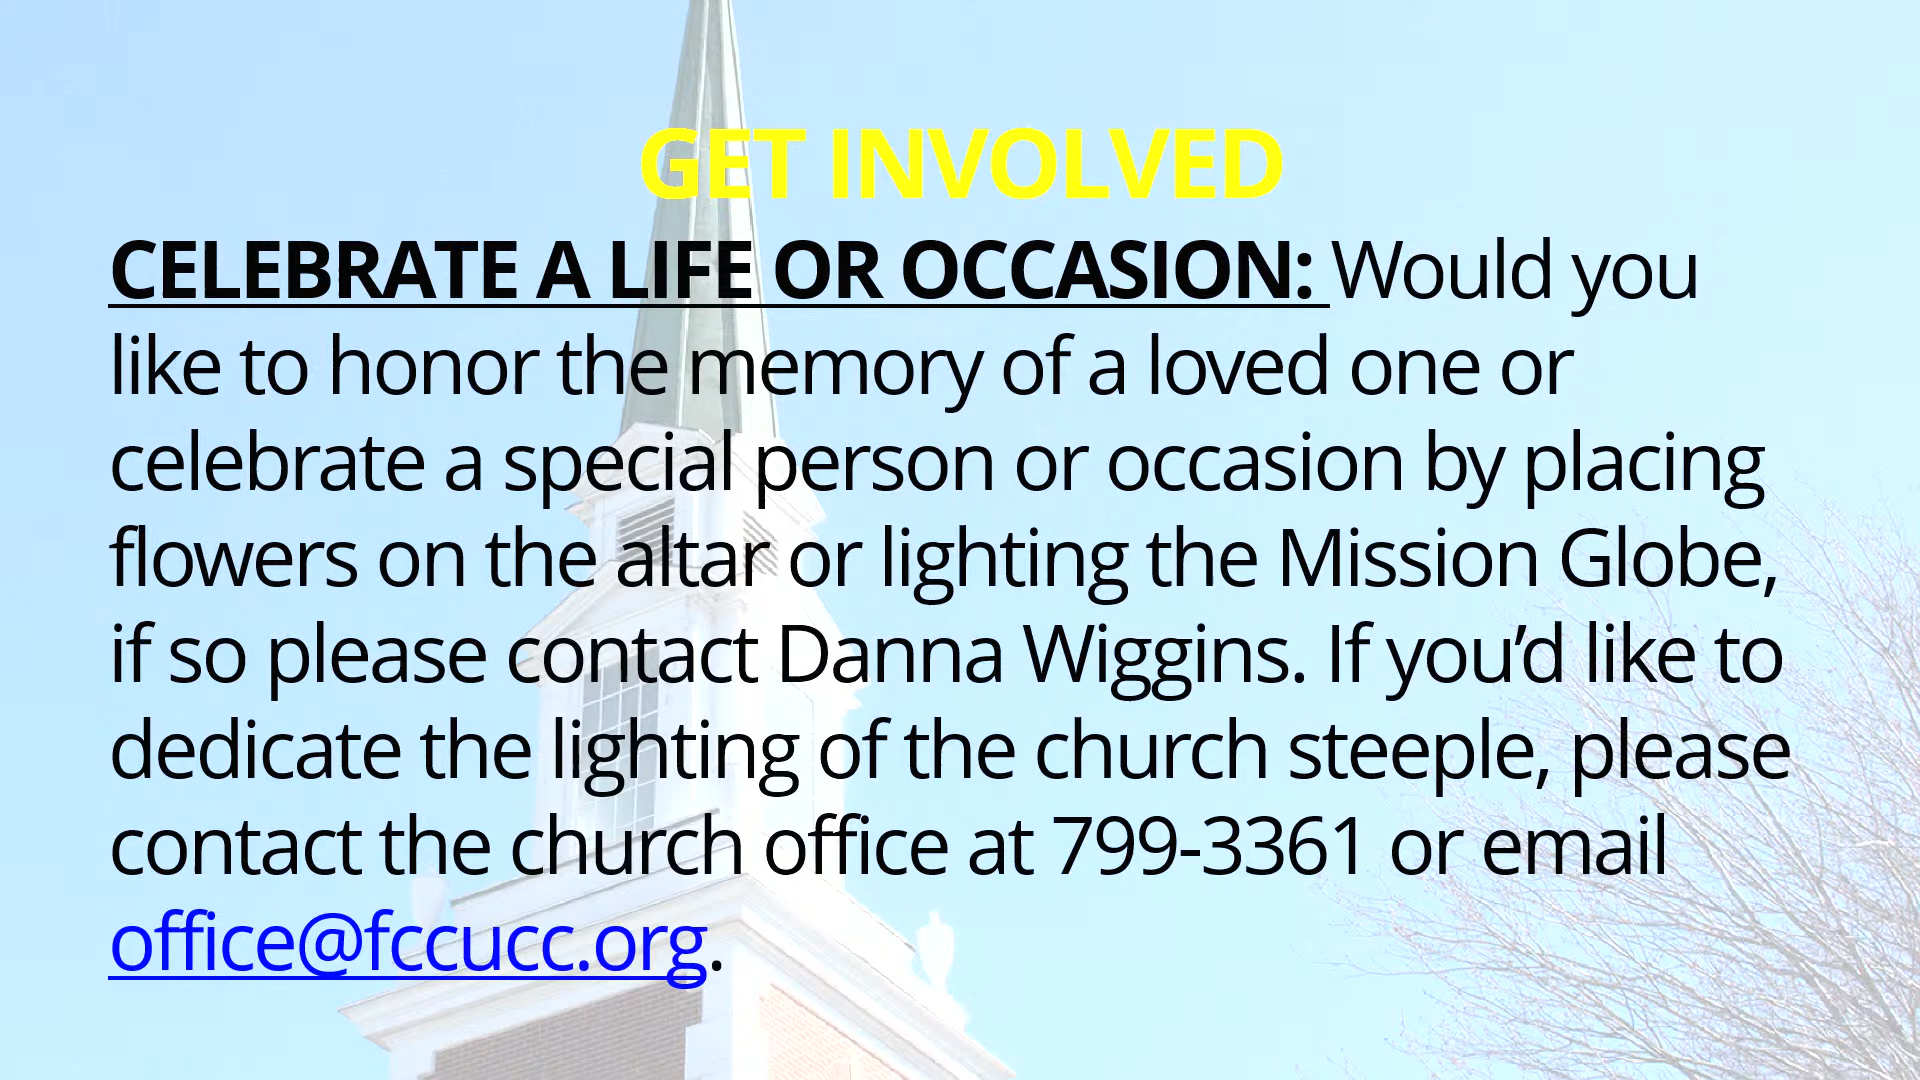 GET INVOLVED
CELEBRATE A LIFE OR OCCASION: Would you
like to honor the memory of a loved one or
celebrate a special person or occasion by placing
flowers on the altar or lighting the Mission Globe,
if so please contact Danna Wiggins. If you’d like to
dedicate the lighting of the church steeple, please
contact the church office at 799-3361 or email
office@fccucc.org.